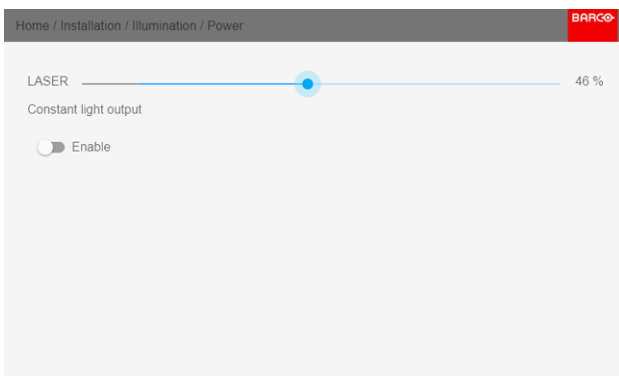 Home / Installation / Illumination / Power
BARCO
LASER 46 %
Constant light output
Enable